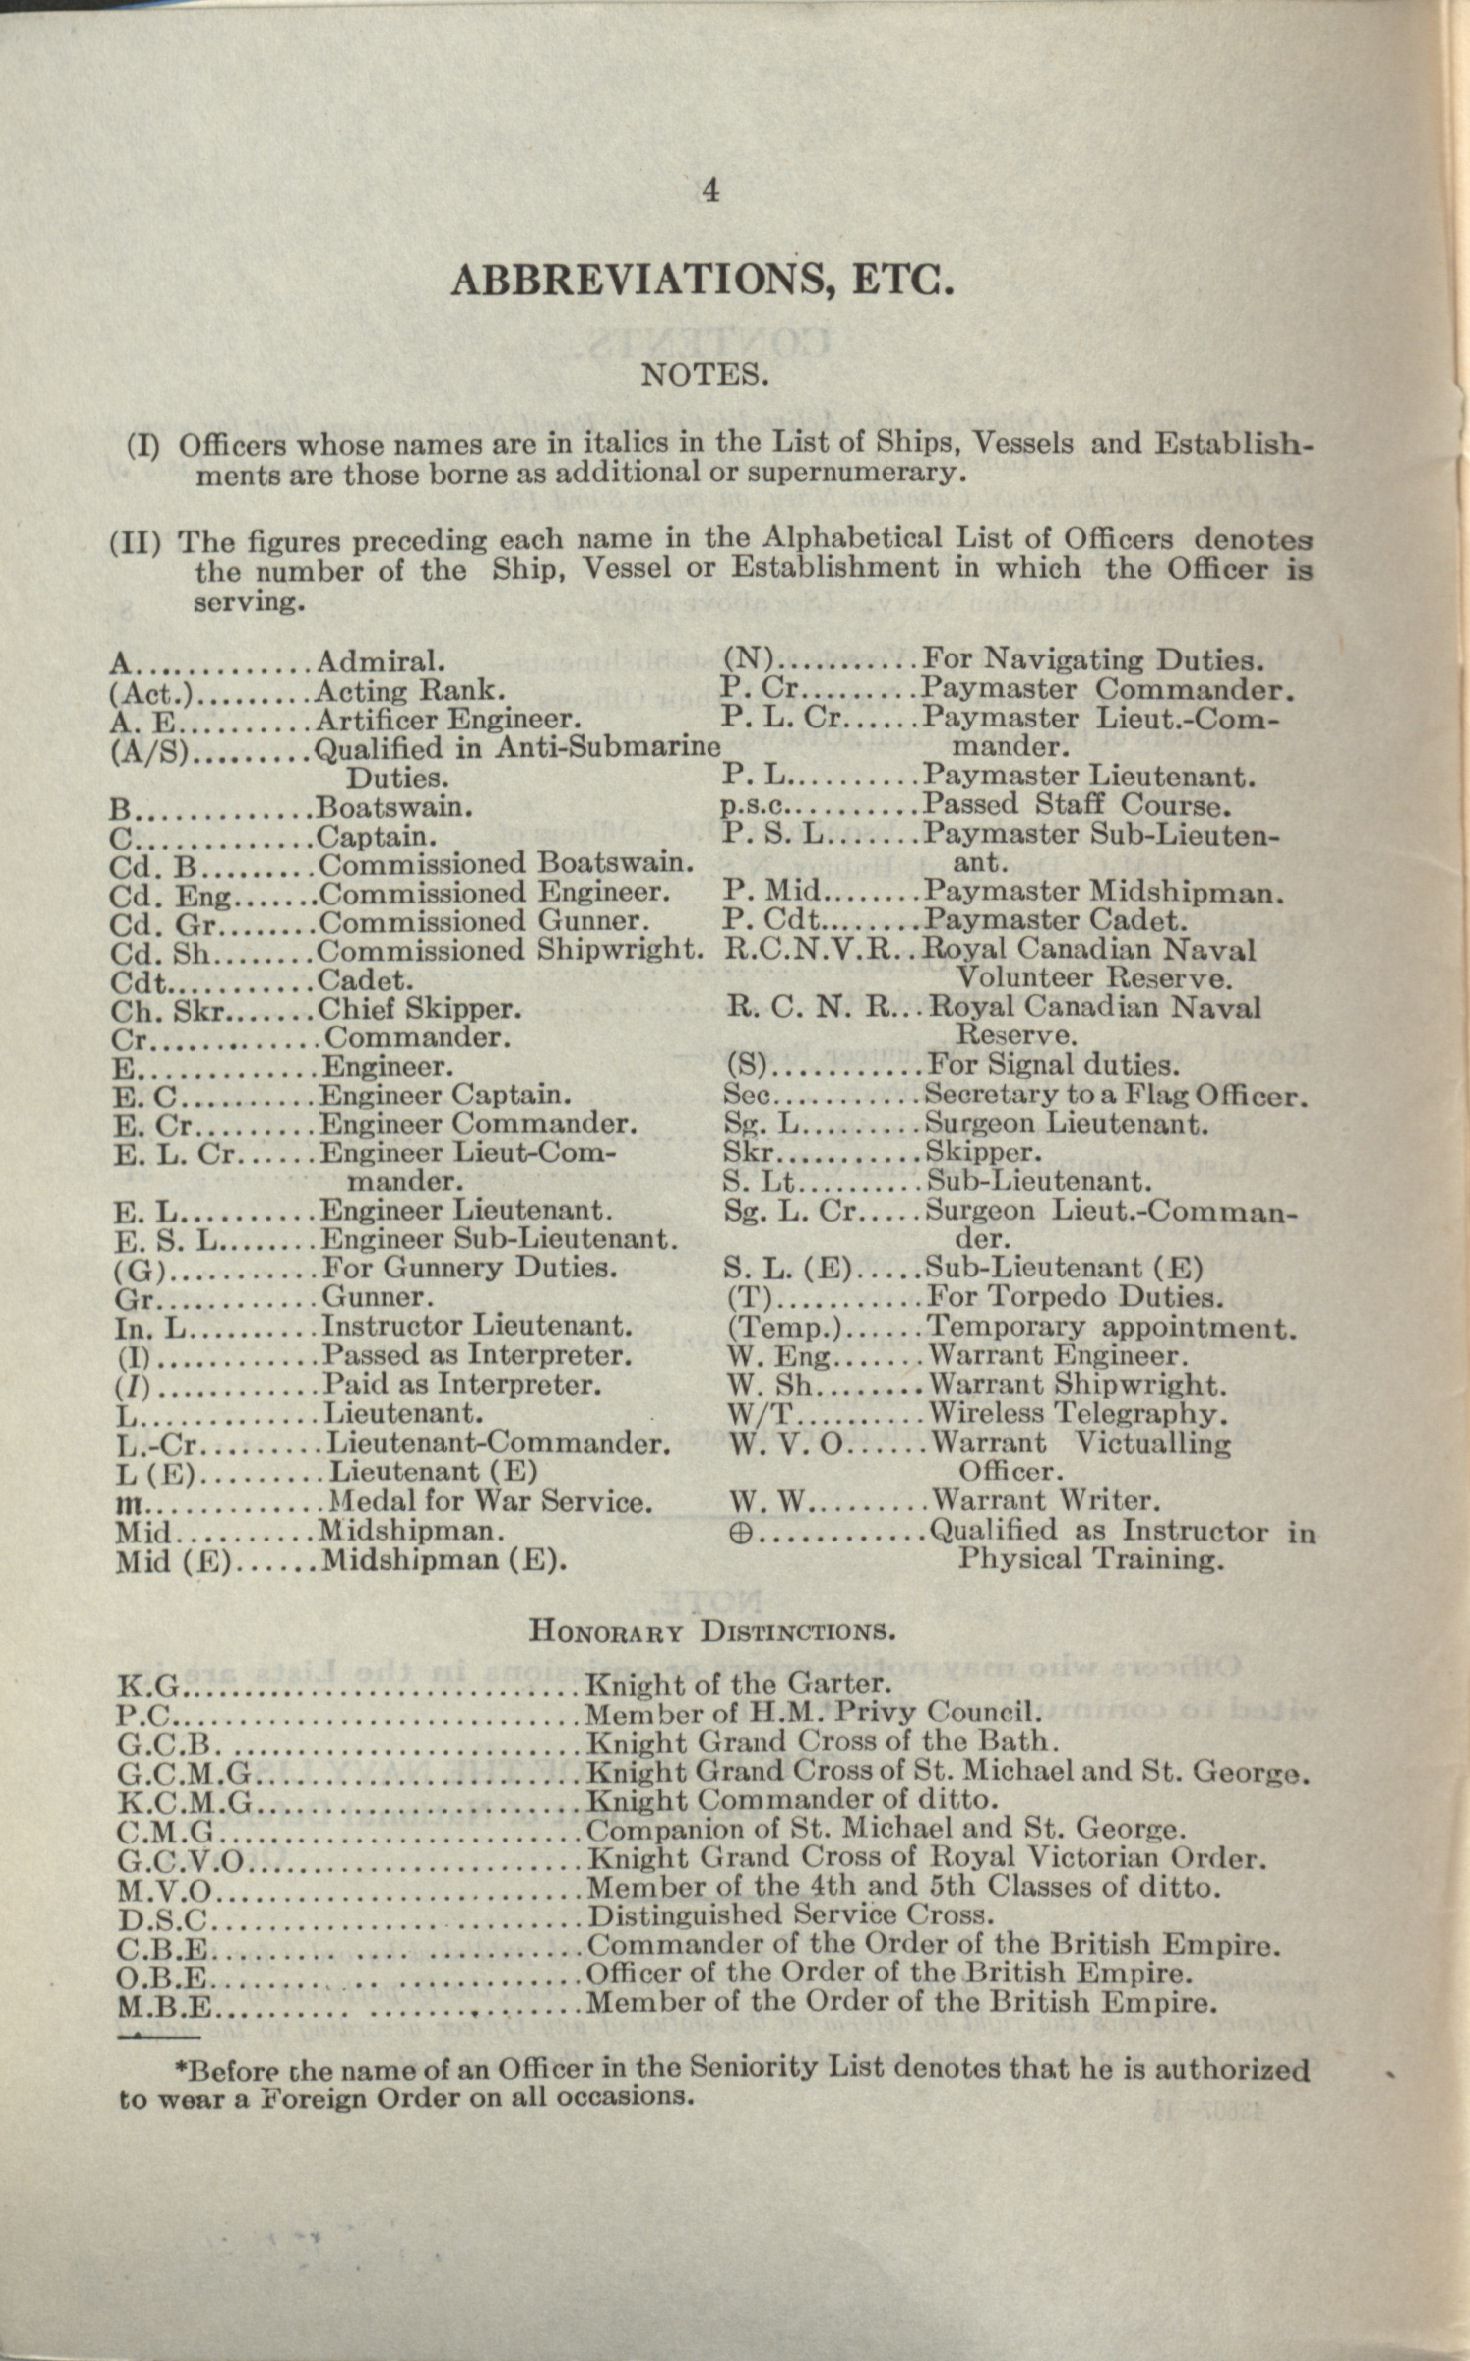 4
ABBREVIATIONS, ETC.
NOTES.
(I) Officers whose names are in italics in the List of Ships, Vessels and Establish-
ments are those borne as additional or supernumerary.
(II) The figures preceding each name in the Alphabetical List of Officers denotes
the number of the Ship, Vessel or Establishment in which the Officer is
serving.
A..............Admiral.
(Act.).........Acting Rank.
A. E...........Artificer Engineer.
(A/S).........Qualified in Anti-Submarine
Duties.
B..............Boatswain.
C..............Captain.
Cd. B.........Commissioned Boatswain.
Cd. Eng.......Commissioned Engineer.
Cd. Gr........Commissioned Gunner.
Cd. Sh........Commissioned Shipwright.
Cdt............Cadet.
Ch. Skr.......Chief Skipper.
Cr.............Commander.
E..............Engineer.
E. C...........Engineer Captain.
E. Cr..........Engineer Commander.
E. L. Cr......Engineer Lieut-Com-
mander.
E. L...........Engineer Lieutenant.
E. S. L........Engineer Sub-Lieutenant.
(G)............For Gunnery Duties.
Gr.............Gunner.
In. L..........Instructor Lieutenant.
(I).............Passed as Interpreter.
(I).............Paid as Interpreter.
L..............Lieutenant.
L.-Cr..........Lieutenant-Commander.
L (E)..........Lieutenant (E)
m..............Medal for War Service.
Mid...........Midshipman.
Mid (E)......Midshipman (E).
(N)...........For Navigating Duties.
P. Cr.........Paymaster Commander.
P. L. Cr......Paymaster Lieut.-Com-
mander.
P. L..........Paymaster Lieutenant.
p.s.c...........Passed Staff Course.
P. S. L.......Paymaster Sub-Lieuten-
ant.
P. Mid........Paymaster Midshipman.
P. Cdt........Paymaster Cadet.
R.C.N.V.R..Royal Canadian Naval
Volunteer Reserve.
R. C. N. R...Royal Canadian Naval
Reserve.
(S)............For Signal duties.
Sec............Secretary to a Flag Officer.
Sg. L.........Surgeon Lieutenant.
Skr...........Skipper.
S. Lt..........Sub-Lieutenant.
Sg. L. Cr.....Surgeon Lieut.-Comman-
der.
S. L. (E).....Sub-Lieutenant (E)
(T)...........For Torpedo Duties.
(Temp.)......Temporary appointment.
W. Eng.......Warrant Engineer.
W. Sh........Warrant Shipwright.
W/T..........Wireless Telegraphy.
W. V. O......Warrant Victualling
Officer.
W. W.........Warrant Writer.
⊕.............Qualified as Instructor in
Physical Training.
HONORARY DISTINCTIONS.
K.G..............................Knight of the Garter.
P.C...............................Member of H.M. Privy Council.
G.C.B. ...........................Knight Grand Cross of the Bath.
G.C.M.G.........................Knight Grand Cross of St. Michael and St. George.
K.C.M.G.........................Knight Commander of ditto.
C.M.G............................Companion of St. Michael and St. George.
G.C.V.O..........................Knight Grand Cross of Royal Victorian Order.
M.V.O............................Member of the 4th and 5th Classes of ditto.
D.S.C.............................Distinguished Service Cross.
C.B.E.............................Commander of the Order of the British Empire.
O.B.E.............................Officer of the Order of the British Empire.
M.B.E............................Member of the Order of the British Empire.
*Before the name of an Officer in the Seniority List denotes that he is authorized
to wear a Foreign Order on all occasions.